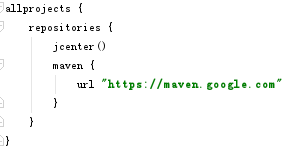 allprojects {
    repositories {
        jcenter()
        maven {
            url "https://maven.google.com"
        }
    }
}